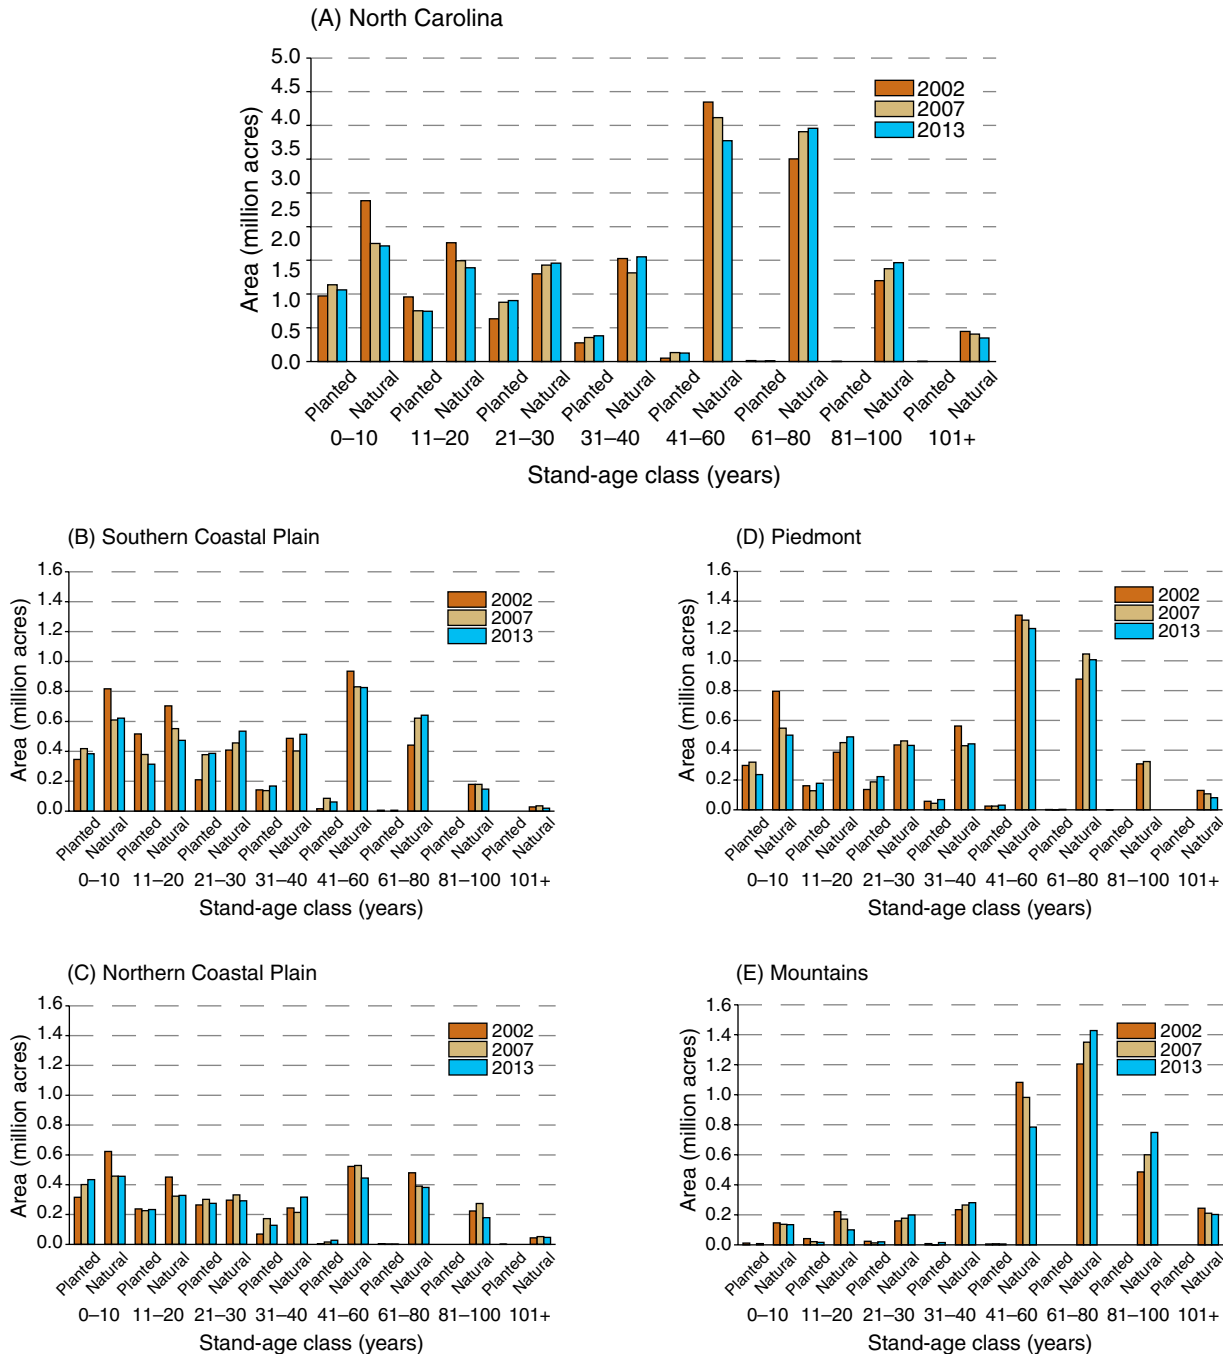 (A) North Carolina
5.0
4.5
4.0
3.5
3.0
2.0
1.5
1.0
0.5
0.0
Area (million acres)
2002
2007
2013
Planted Natural Planted Natural Planted Natural Planted Natural Planted Natural Planted Natural Planted Natural Planted Natural
0–10 11–20 21–30 31–40 41–60 61–80 81–100 101+
Stand-age class (years)
(B) Southern Coastal Plain
1.6
1.4
1.2
1.0
0.8
0.6
0.4
0.2
0.0
Area (million acres)
2002
2007
2013
Planted Natural Planted Natural Planted Natural Planted Natural Planted Natural Planted Natural Planted Natural Planted Natural
0–10 11–20 21–30 31–40 41–60 61–80 81–100 101+
Stand-age class (years)
(D) Piedmont
1.6
1.4
1.2
1.0
0.8
0.6
0.4
0.2
0.0
Area (million acres)
2002
2007
2013
Planted Natural Planted Natural Planted Natural Planted Natural Planted Natural Planted Natural Planted Natural Planted Natural
0–10 11–20 21–30 31–40 41–60 61–80 81–100 101+
Stand-age class (years)
(C) Northern Coastal Plain
1.6
1.4
1.2
1.0
0.8
0.6
0.4
0.2
0.0
Area (million acres)
2002
2007
2013
Planted Natural Planted Natural Planted Natural Planted Natural Planted Natural Planted Natural Planted Natural Planted Natural
0–10 11–20 21–30 31–40 41–60 61–80 81–100 101+
Stand-age class (years)
(E) Mountains
1.6
1.4
1.2
1.0
0.8
0.6
0.4
0.2
0.0
Area (million acres)
2002
2007
2013
Planted Natural Planted Natural Planted Natural Planted Natural Planted Natural Planted Natural Planted Natural Planted Natural
0–10 11–20 21–30 31–40 41–60 61–80 81–100 101+
Stand-age class (years)